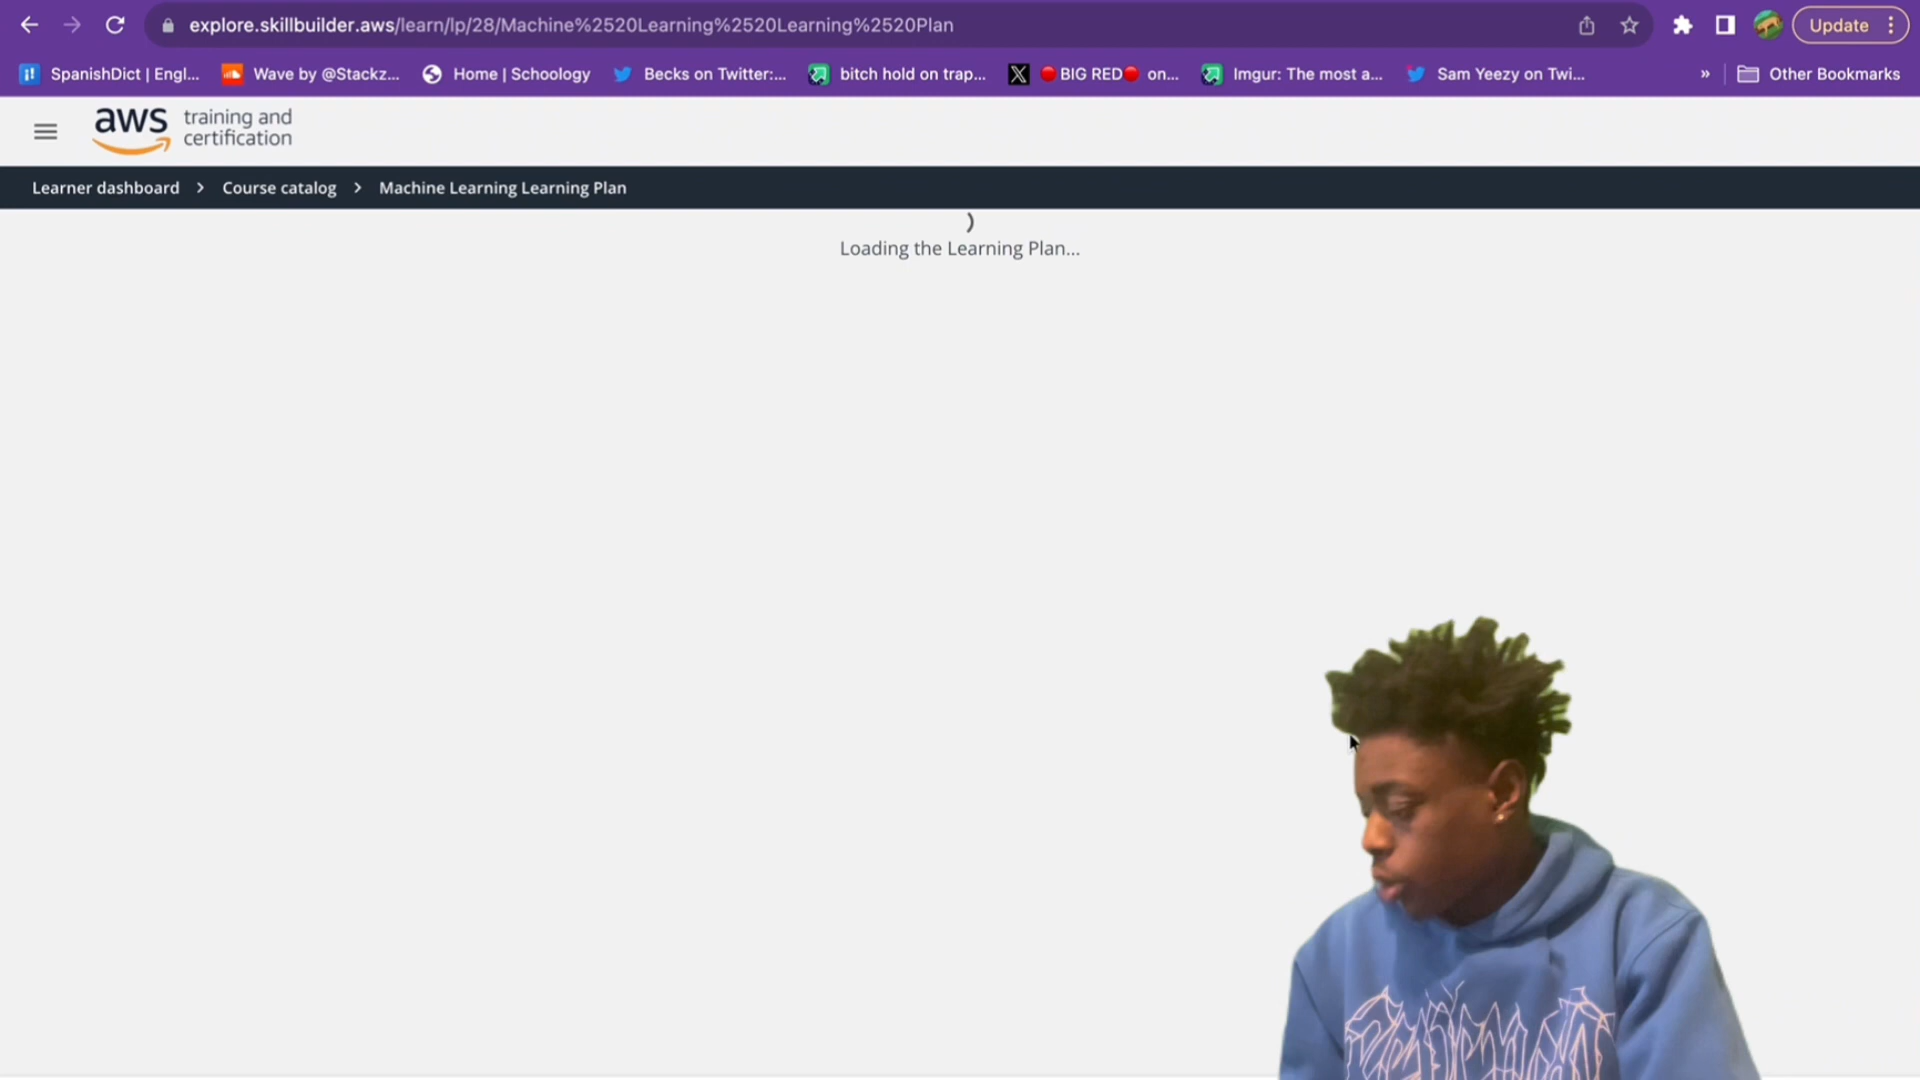 explore.skillbuilder.aws/learn/lp/28/Machine%2520Learning%2520Learning%2520Plan
Update
SpanishDict | Engl...
Wave by @Stackz...
Home | Schoology
Becks on Twitter:...
bitch hold on trap...
🔴BIG RED🔴 on...
Imgur: The most a...
Sam Yeezy on Twi...
» Other Bookmarks
aws training and
certification
Learner dashboard > Course catalog > Machine Learning Learning Plan
Loading the Learning Plan...